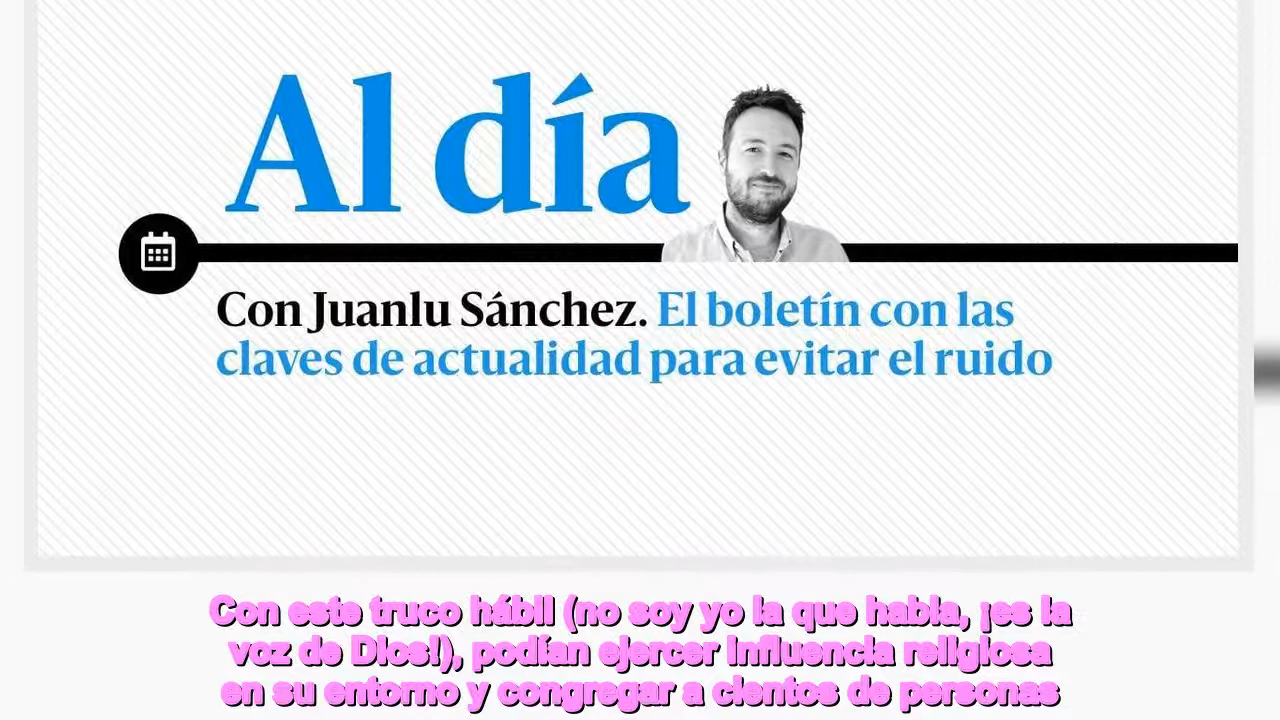 Al día
Con Juanlu Sánchez. El boletín con las
claves de actualidad para evitar el ruido
Con este truco hábil (no soy yo la que habla, ¡es la
voz de Dios!), podían ejercer influencia religiosa
en su entorno y congregar a cientos de personas